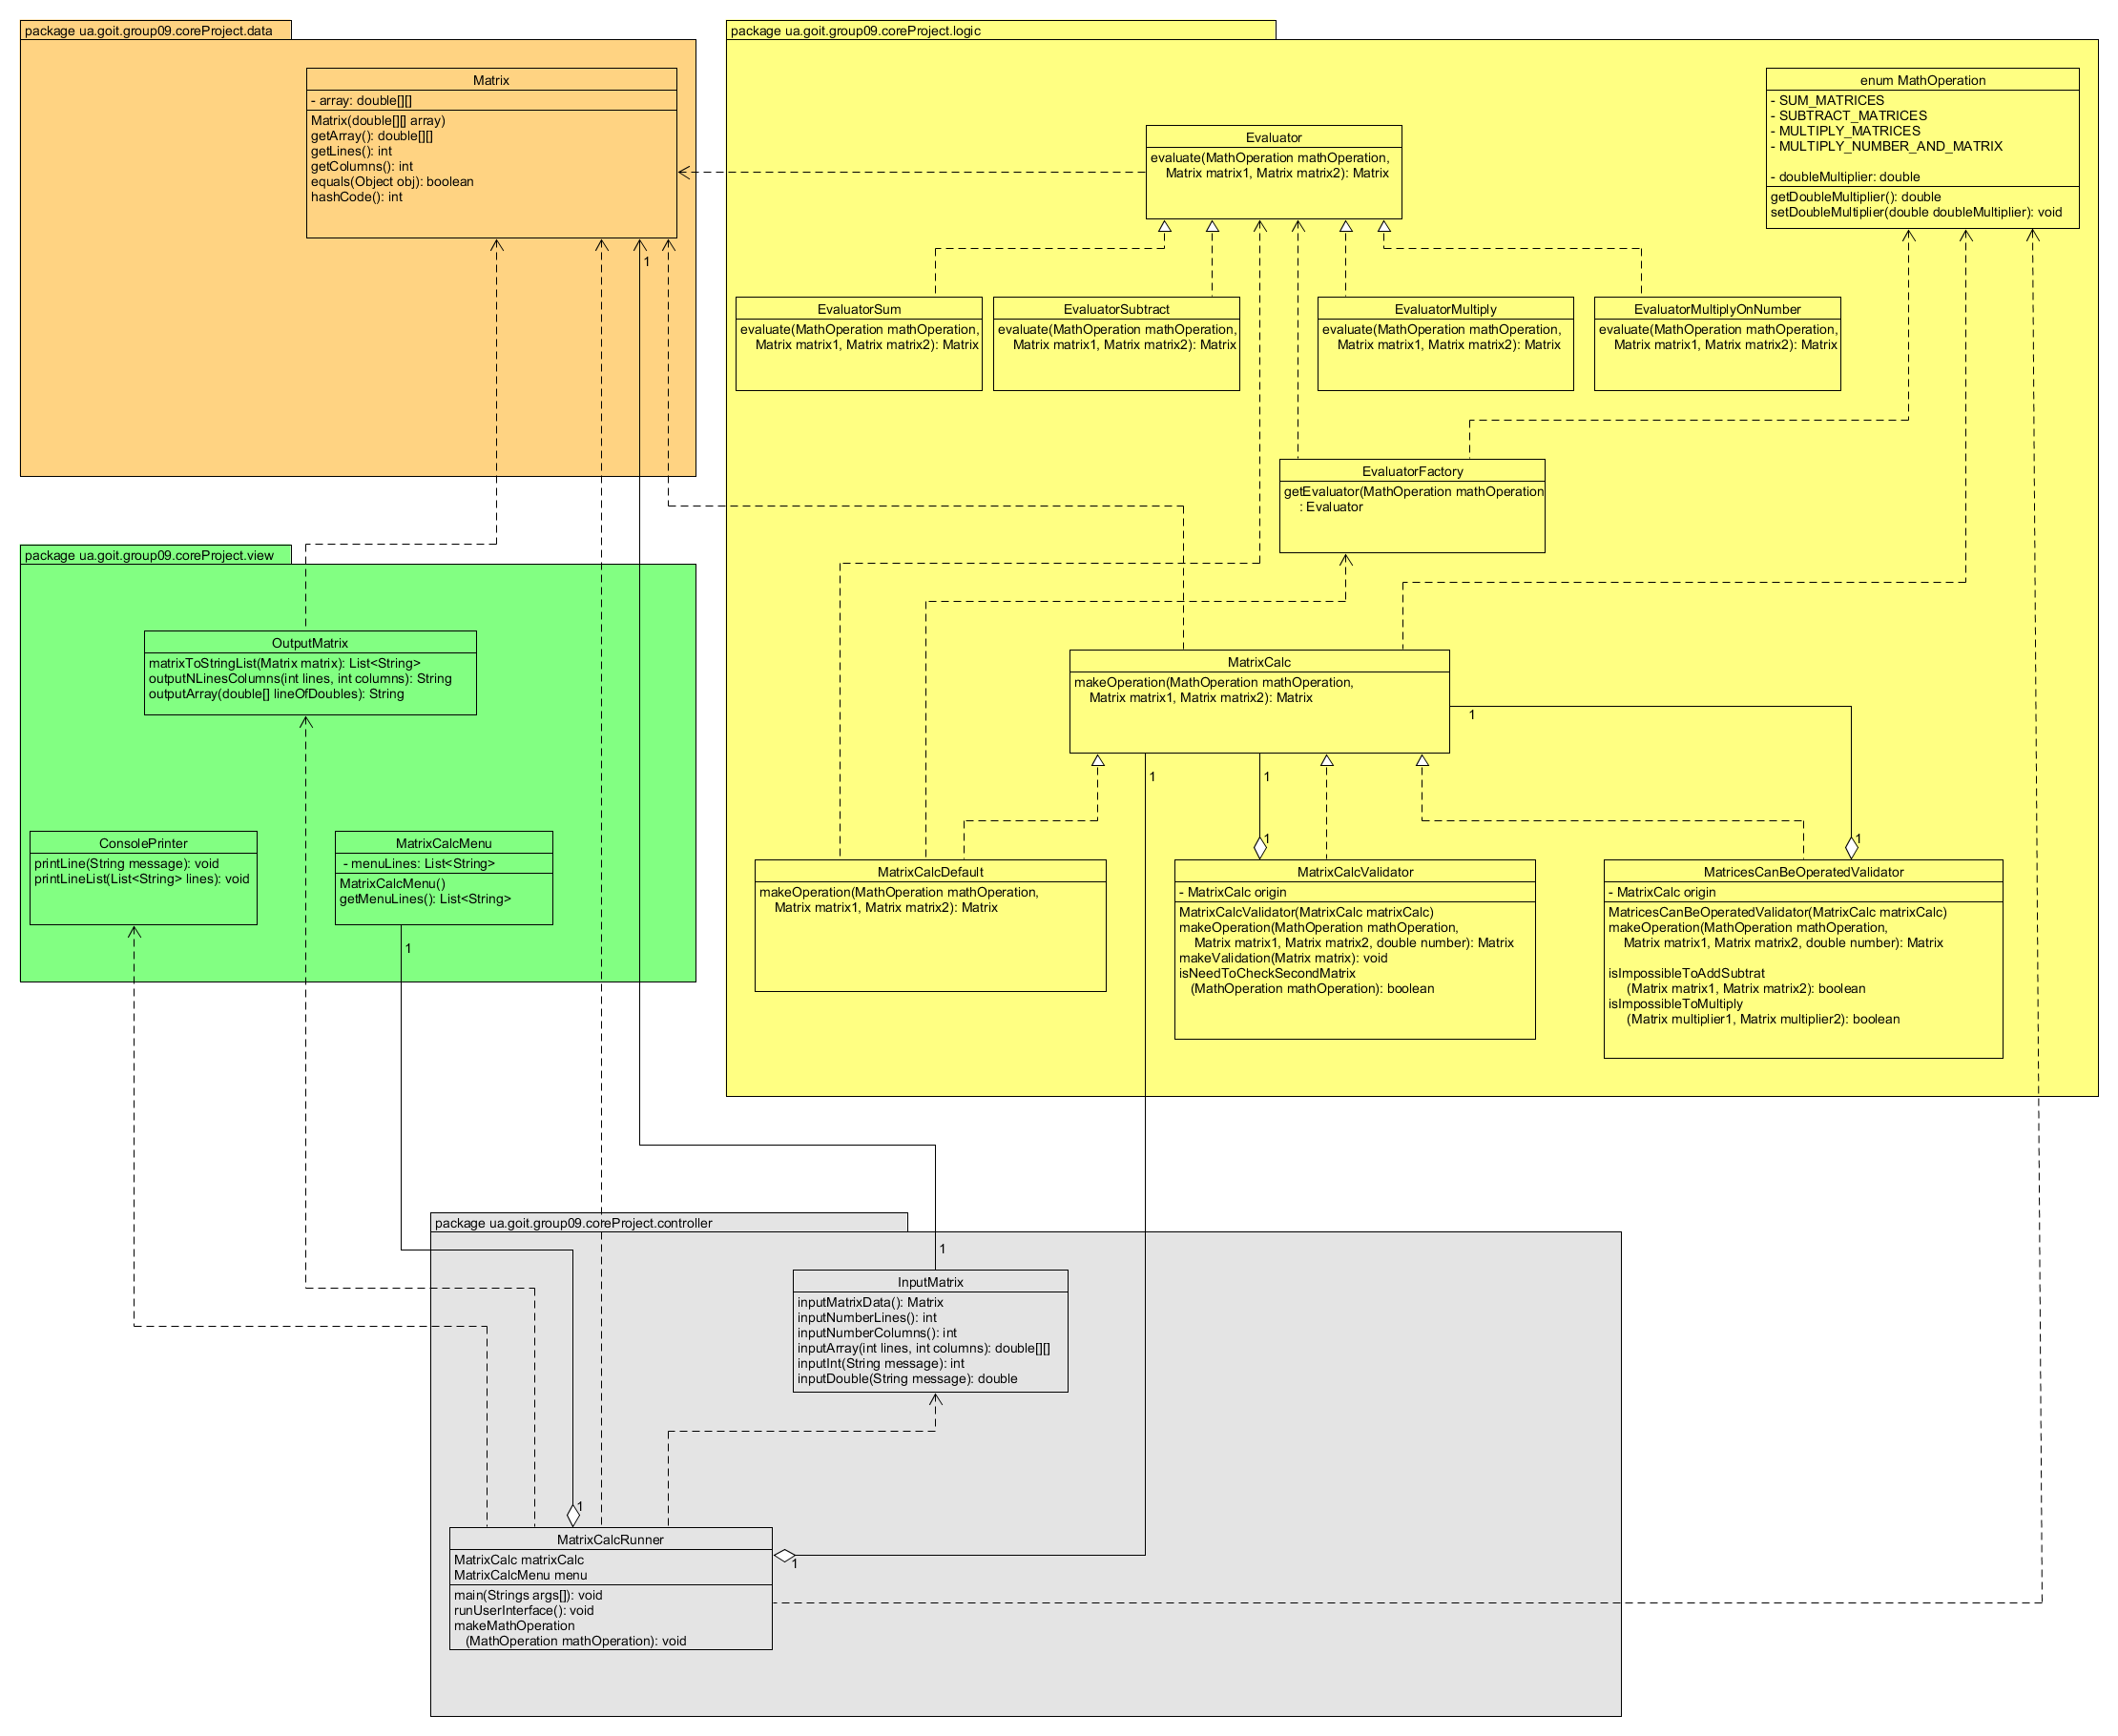 package ua.goit.group09.coreProject.data
Matrix
- array: double[][]
Matrix(double[][] array)
getArray(): double[][]
getLines(): int
getColumns(): int
equals(Object obj): boolean
hashCode(): int
1
package ua.goit.group09.coreProject.logic
enum MathOperation
- SUM_MATRICES
- SUBTRACT_MATRICES
- MULTIPLY_MATRICES
- MULTIPLY_NUMBER_AND_MATRIX
- doubleMultiplier: double
getDoubleMultiplier(): double
setDoubleMultiplier(double doubleMultiplier): void
Evaluator
evaluate(MathOperation mathOperation,
Matrix matrix1, Matrix matrix2): Matrix
EvaluatorSum
evaluate(MathOperation mathOperation,
Matrix matrix1, Matrix matrix2): Matrix
EvaluatorSubtract
evaluate(MathOperation mathOperation,
Matrix matrix1, Matrix matrix2): Matrix
EvaluatorMultiply
evaluate(MathOperation mathOperation,
Matrix matrix1, Matrix matrix2): Matrix
EvaluatorMultiplyOnNumber
evaluate(MathOperation mathOperation,
Matrix matrix1, Matrix matrix2): Matrix
EvaluatorFactory
getEvaluator(MathOperation mathOperation
: Evaluator
MatrixCalc
makeOperation(MathOperation mathOperation,
Matrix matrix1, Matrix matrix2): Matrix
1
1
1
1
1
MatrixCalcDefault
makeOperation(MathOperation mathOperation,
Matrix matrix1, Matrix matrix2): Matrix
MatrixCalcValidator
- MatrixCalc origin
MatrixCalcValidator(MatrixCalc matrixCalc)
makeOperation(MathOperation mathOperation,
Matrix matrix1, Matrix matrix2, double number): Matrix
makeValidation(Matrix matrix): void
isNeedToCheckSecondMatrix
(MathOperation mathOperation): boolean
MatricesCanBeOperatedValidator
- MatrixCalc origin
MatricesCanBeOperatedValidator(MatrixCalc matrixCalc)
makeOperation(MathOperation mathOperation,
Matrix matrix1, Matrix matrix2, double number): Matrix
isImpossibleToAddSubtrat
(Matrix matrix1, Matrix matrix2): boolean
isImpossibleToMultiply
(Matrix multiplier1, Matrix multiplier2): boolean
package ua.goit.group09.coreProject.view
OutputMatrix
matrixToStringList(Matrix matrix): List<String>
outputNLinesColumns(int lines, int columns): String
outputArray(double[] lineOfDoubles): String
ConsolePrinter
printLine(String message): void
printLineList(List<String> lines): void
MatrixCalcMenu
- menuLines: List<String>
MatrixCalcMenu()
getMenuLines(): List<String>
1
package ua.goit.group09.coreProject.controller
1
InputMatrix
inputMatrixData(): Matrix
inputNumberLines(): int
inputNumberColumns(): int
inputArray(int lines, int columns): double[][]
inputInt(String message): int
inputDouble(String message): double
1
MatrixCalcRunner
MatrixCalc matrixCalc
MatrixCalcMenu menu
main(Strings args[]): void
runUserInterface(): void
makeMathOperation
(MathOperation mathOperation): void
1